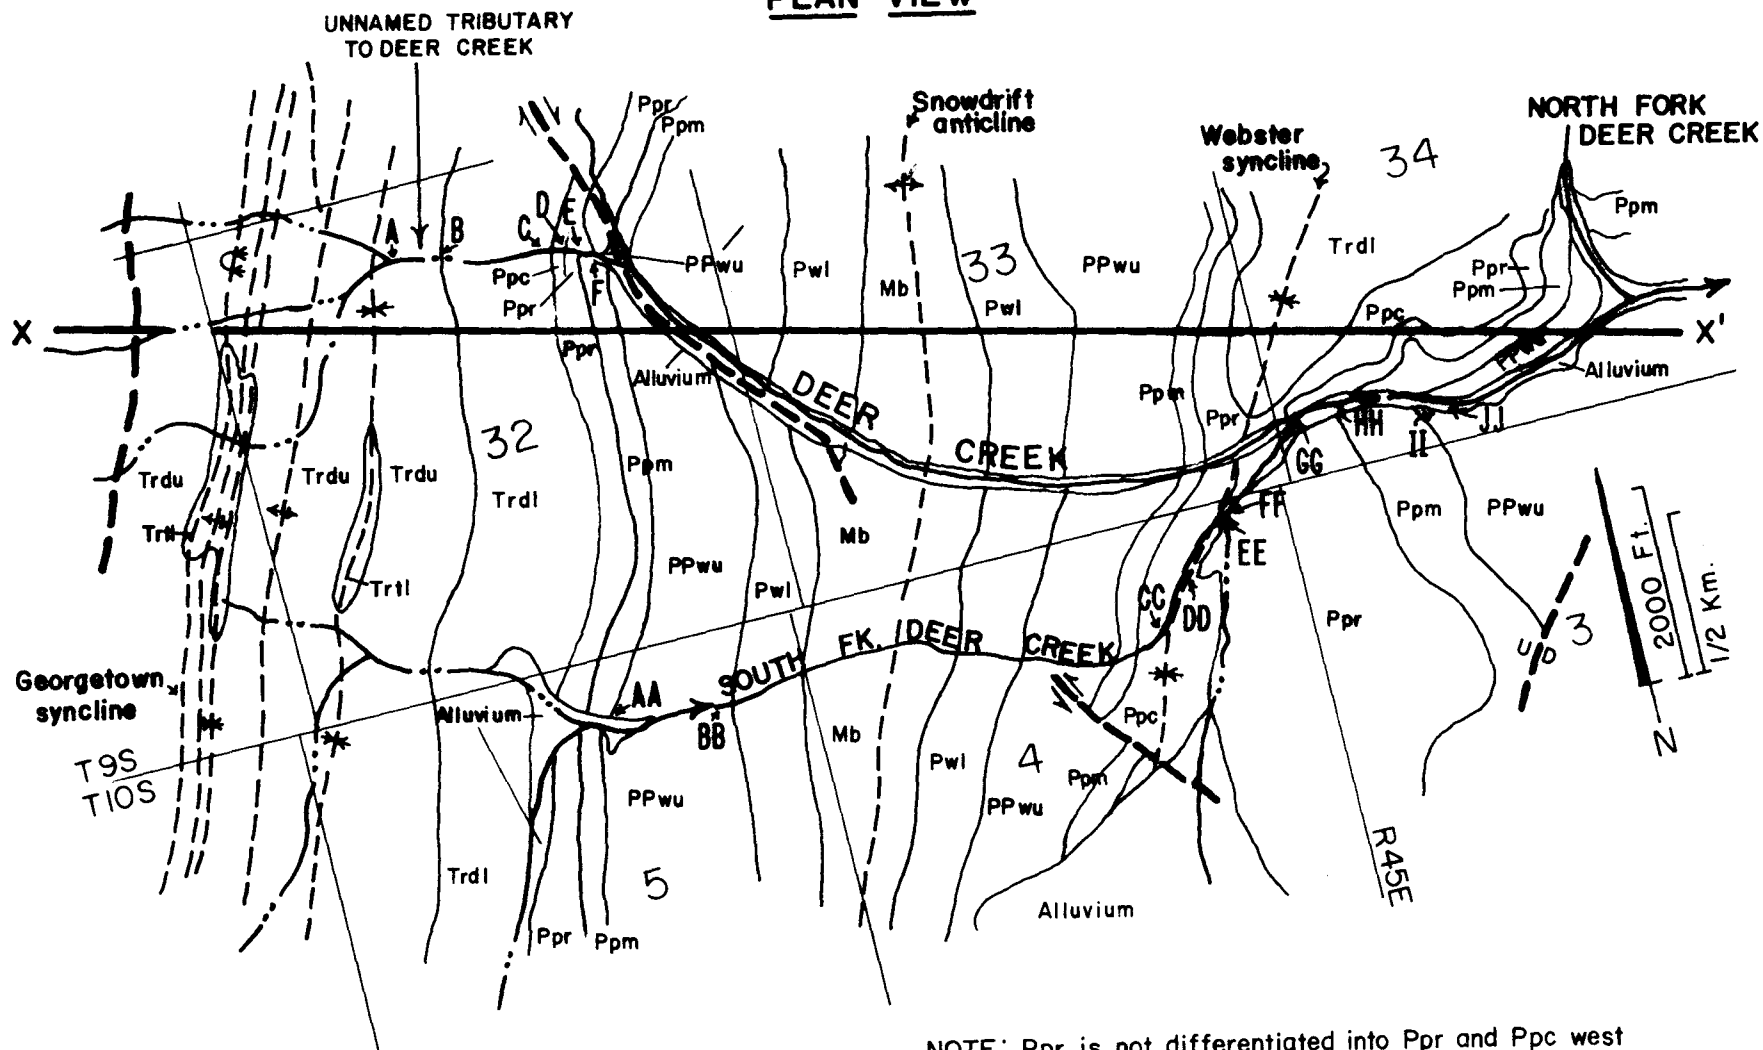 PLAN VIEW
UNNAMED TRIBUTARY
TO DEER CREEK
Ppr
Ppm
Snowdrift
anticline
Webster
syncline
34
NORTH FORK
DEER CREEK
Ppm
A
B
C
D
E
F
Ppc
Ppr
PPwu
Pwl
Mb
33
Pwl
PPwu
Trdl
Ppr
Ppm
Ppc
X
X'
Ppr
Alluvium
DEER
CREEK
Ppm
Ppr
Alluvium
HH
II
JJ
GG
32
Trdu
Trdu
Trdu
Trdl
Ppm
Mb
PPwu
Pwl
Trtl
FF
EE
Ppm
PPwu
2000 Ft.
1/2 Km.
N
CC
DD
Ppr
U D
3
SOUTH FK. DEER CREEK
Georgetown
syncline
Alluvium
AA
BB
Mb
Pwl
4
Ppc
Ppm
PPwu
T9S
T10S
PPwu
Trdl
5
R45E
Alluvium
Ppr
Ppm
NOTE: Ppr is not differentiated into Ppr and Ppc west